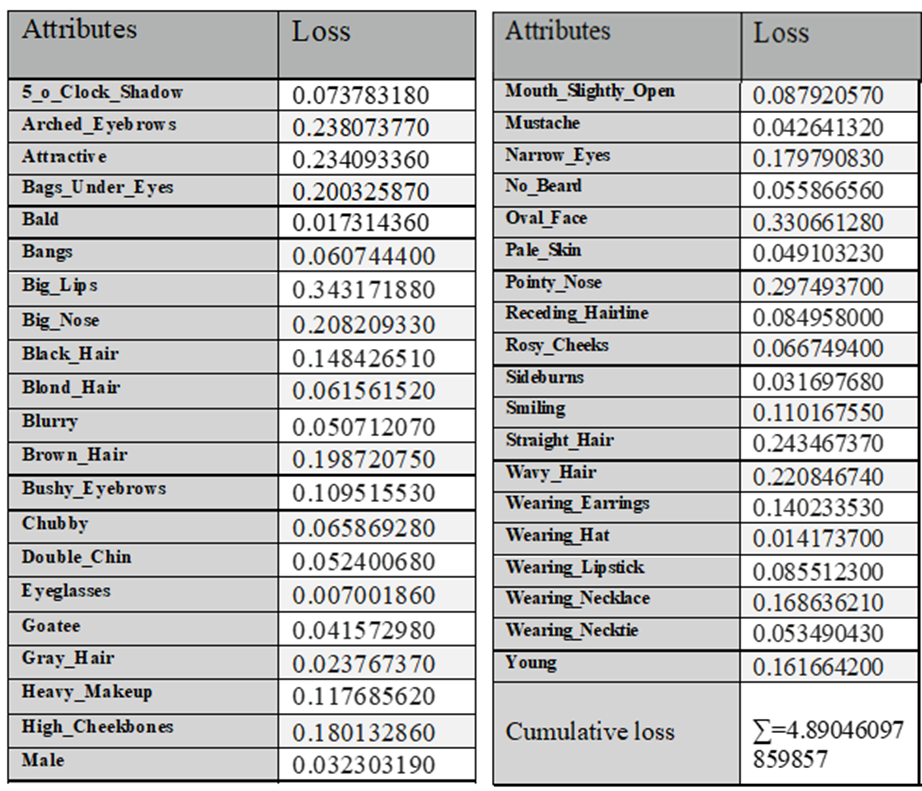 Attributes Loss
5_o_Clock_Shadow 0.073783180
Arched_Eyebrows 0.238073770
Attractive 0.234093360
Bags_Under_Eyes 0.200325870
Bald 0.017314360
Bangs 0.060744400
Big_Lips 0.343171880
Big_Nose 0.208209330
Black_Hair 0.148426510
Blond_Hair 0.061561520
Blurry 0.050712070
Brown_Hair 0.198720750
Bushy_Eyebrows 0.109515530
Chubby 0.065869280
Double_Chin 0.052400680
Eyeglasses 0.007001860
Goatee 0.041572980
Gray_Hair 0.023767370
Heavy_Makeup 0.117685620
High_Cheekbones 0.180132860
Male 0.032303190
Attributes Loss
Mouth_Slightly_Open 0.087920570
Mustache 0.042641320
Narrow_Eyes 0.179790830
No_Beard 0.055866560
Oval_Face 0.330661280
Pale_Skin 0.049103230
Pointy_Nose 0.297493700
Receding_Hairline 0.084958000
Rosy_Cheeks 0.066749400
Sideburns 0.031697680
Smiling 0.110167550
Straight_Hair 0.243467370
Wavy_Hair 0.220846740
Wearing_Earrings 0.140233530
Wearing_Hat 0.014173700
Wearing_Lipstick 0.085512300
Wearing_Necklace 0.168636210
Wearing_Necktie 0.053490430
Young 0.161664200
Cumulative loss ∑=4.89046097
859857